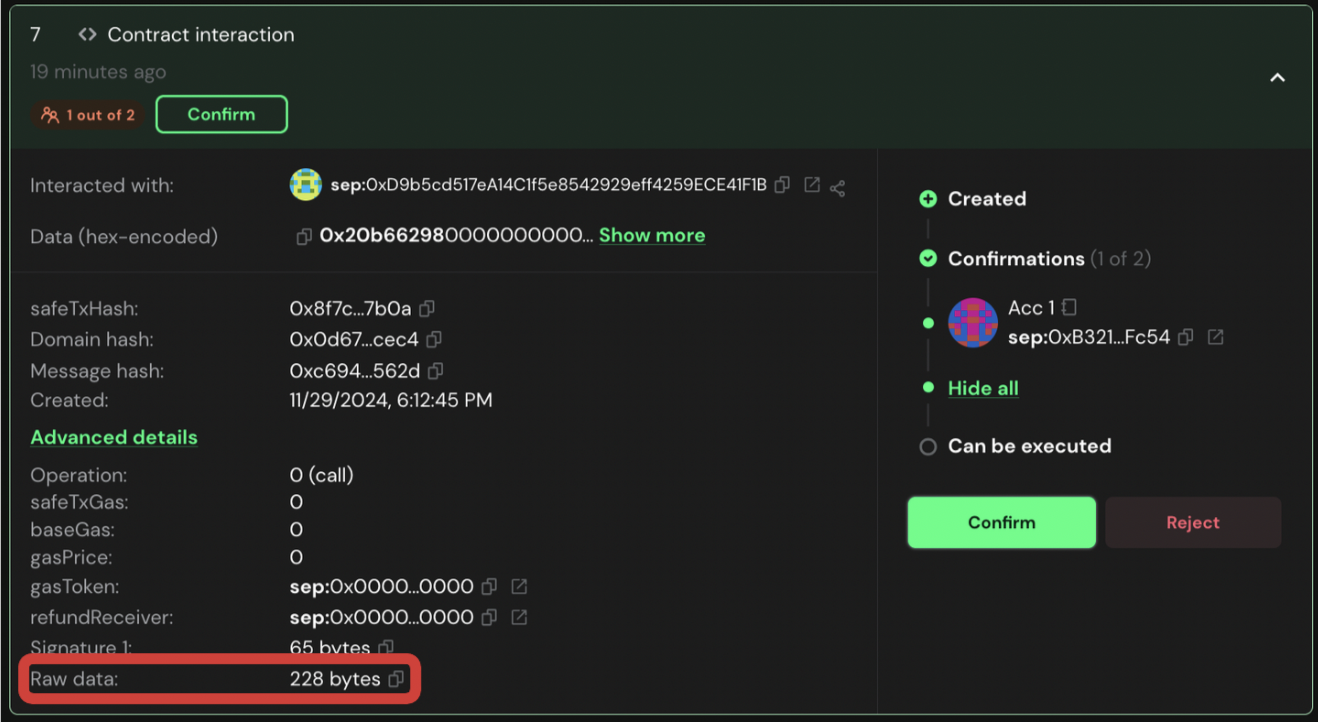 7 Contract interaction
19 minutes ago
1 out of 2 Confirm
Interacted with: sep:0xD9b5cd517eA14C1f5e8542929eff4259ECE41F1B
Data (hex-encoded) 0x20b662980000000000... Show more
safeTxHash: 0x8f7c...7b0a
Domain hash: 0x0d67...cec4
Message hash: 0xc694...562d
Created: 11/29/2024, 6:12:45 PM
Advanced details
Operation: 0 (call)
safeTxGas: 0
baseGas: 0
gasPrice: 0
gasToken: sep:0x0000...0000
refundReceiver: sep:0x0000...0000
Signature 1: 65 bytes
Raw data: 228 bytes
Created
Confirmations (1 of 2)
Acc 1
sep:0xB321...Fc54
Hide all
Can be executed
Confirm Reject